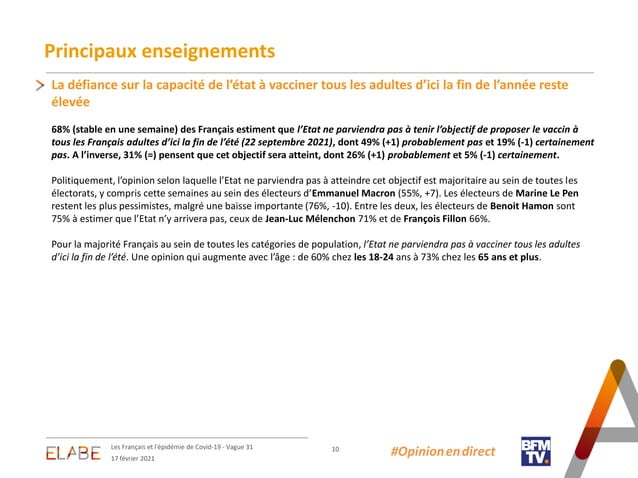 Principaux enseignements
La défiance sur la capacité de l'état à vacciner tous les adultes d'ici la fin de l'année reste
élevée
68% (stable en une semaine) des Français estiment que l'Etat ne parviendra pas à tenir l'objectif de proposer le vaccin à
tous les Français adultes d'ici la fin de l'été (22 septembre 2021), dont 49% (+1) probablement pas et 19% (-1) certainement
pas. A l'inverse, 31% (=) pensent que cet objectif sera atteint, dont 26% (+1) probablement et 5% (-1) certainement.
Politiquement, l'opinion selon laquelle l'Etat ne parviendra pas à atteindre cet objectif est majoritaire au sein de toutes les
électorats, y compris cette semaines au sein des électeurs d'Emmanuel Macron (55%, +7). Les électeurs de Marine Le Pen
restent les plus pessimistes, malgré une baisse importante (76%, -10). Entre les deux, les électeurs de Benoit Hamon sont
75% à estimer que l'Etat n'y arrivera pas, ceux de Jean-Luc Mélenchon 71% et de François Fillon 66%.
Pour la majorité Français au sein de toutes les catégories de population, l'Etat ne parviendra pas à vacciner tous les adultes
d'ici la fin de l'été. Une opinion qui augmente avec l'âge : de 60% chez les 18-24 ans à 73% chez les 65 ans et plus.
ELABE
Les Français et l'épidémie de Covid-19 - Vague 31
17 février 2021
10
#Opinionendirect
BFM
TV.